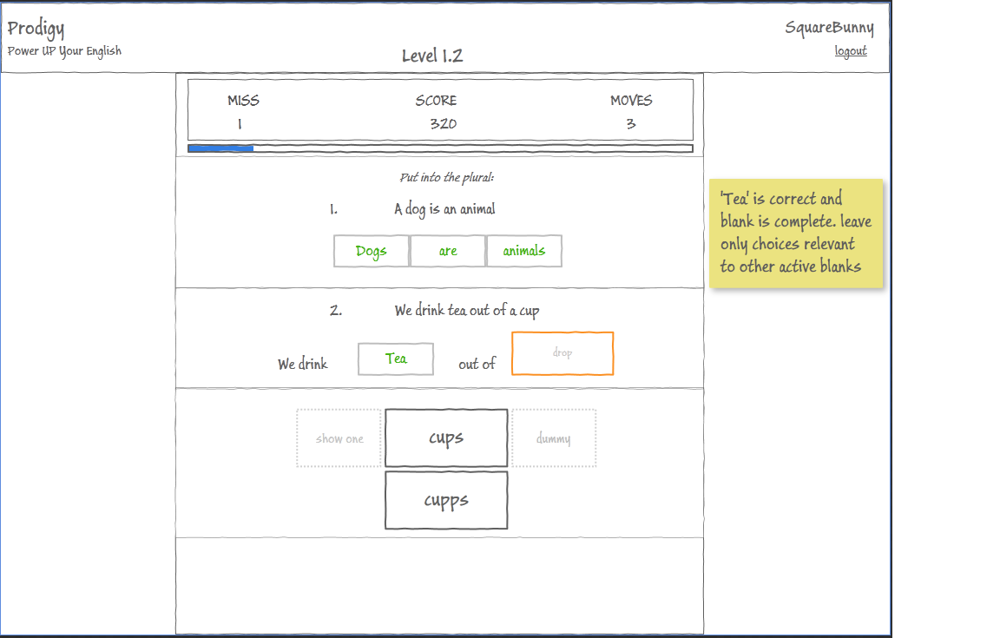 Prodigy
Power UP Your English
Level 1.2
SquareBunny
logout
MISS SCORE MOVES
1 320 3
Put into the plural:
1. A dog is an animal
Dogs are animals
'Tea' is correct and
blank is complete. leave
only choices relevant
to other active blanks
2. We drink tea out of a cup
We drink Tea out of drop
show one cups dummy
cupps